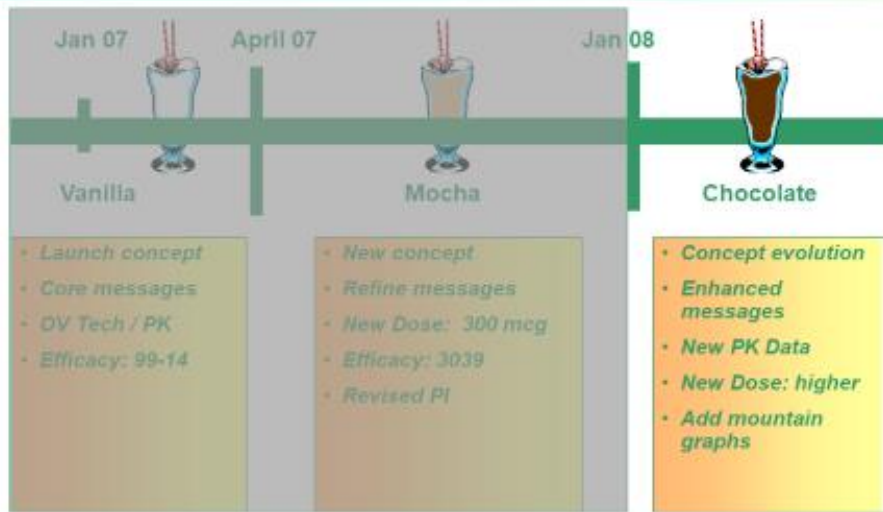 Jan 07
April 07
Jan 08
Vanilla
Mocha
Chocolate
• Launch concept
• Core messages
• OV Tech / PK
• Efficacy: 99-14
• New concept
• Refine messages
• New Dose: 300 mcg
• Efficacy: 3039
• Revised PI
• Concept evolution
• Enhanced
messages
• New PK Data
• New Dose: higher
• Add mountain
graphs